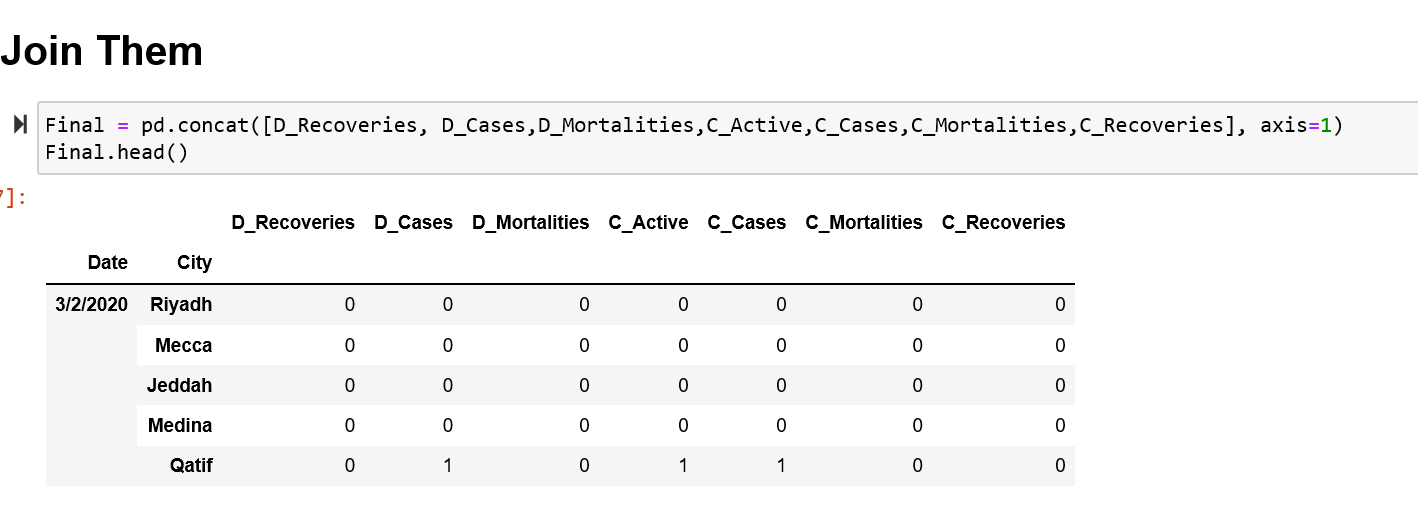 Join Them
Final = pd.concat([D_Recoveries, D_Cases,D_Mortalities,C_Active,C_Cases,C_Mortalities,C_Recoveries], axis=1)
Final.head()
7]:
D_Recoveries D_Cases D_Mortalities C_Active C_Cases C_Mortalities C_Recoveries
Date City
3/2/2020 Riyadh 0 0 0 0 0 0 0
Mecca 0 0 0 0 0 0 0
Jeddah 0 0 0 0 0 0 0
Medina 0 0 0 0 0 0 0
Qatif 0 1 0 1 1 0 0